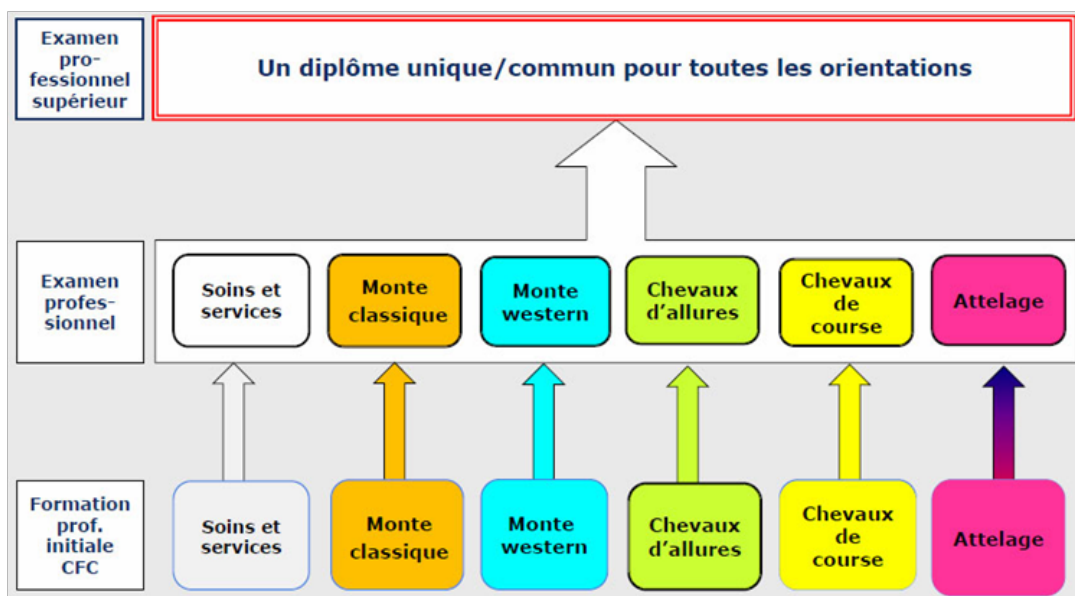 Examen
pro-
fessionnel
supérieur
Un diplôme unique/commun pour toutes les orientations
Examen
profes-
sionnel
Soins et
services
Monte
classique
Monte
western
Chevaux
d'allures
Chevaux
de
course
Attelage
Formation
prof.
initiale
CFC
Soins et
services
Monte
classique
Monte
western
Chevaux
d'allures
Chevaux
de
course
Attelage